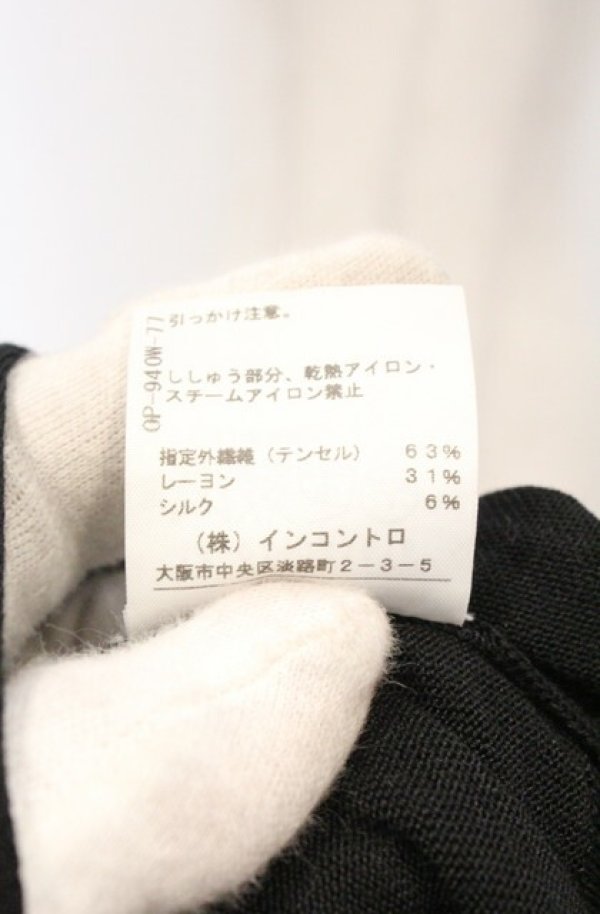 引っかけ注意。
ししゅう部分、乾熱アイロン・
スチームアイロン禁止
指定外繊維(テンセル) 63%
レーヨン 31%
シルク 6%
(株)インコントロ
大阪市中央区淡路町2-3-5